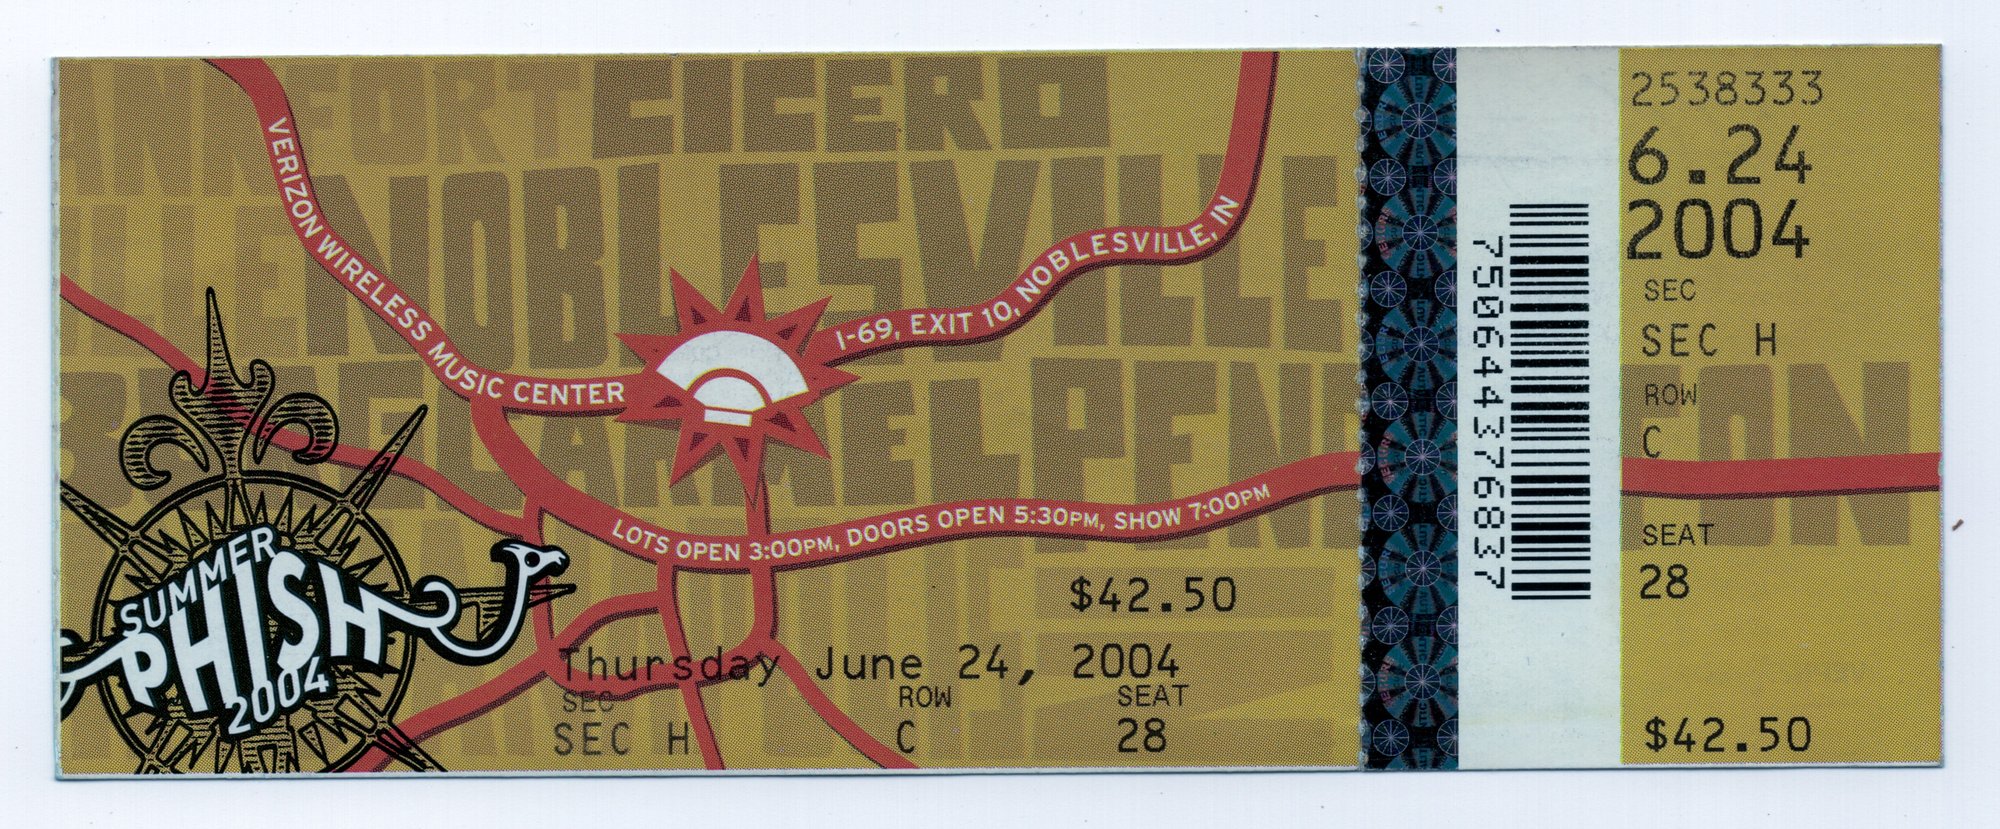 CICERO
NOBLESVILLE
VERIZON WIRELESS MUSIC CENTER
I-69, EXIT 10, NOBLESVILLE, IN
LOTS OPEN 3:00PM, DOORS OPEN 5:30PM, SHOW 7:00PM
SUMMER
PHISH
2004
$42.50
Thursday June 24, 2004
SEC ROW SEAT
SEC H C 28
750644376837
2538333
6.24
2004
SEC
SEC H
ROW
C
SEAT
28
$42.50